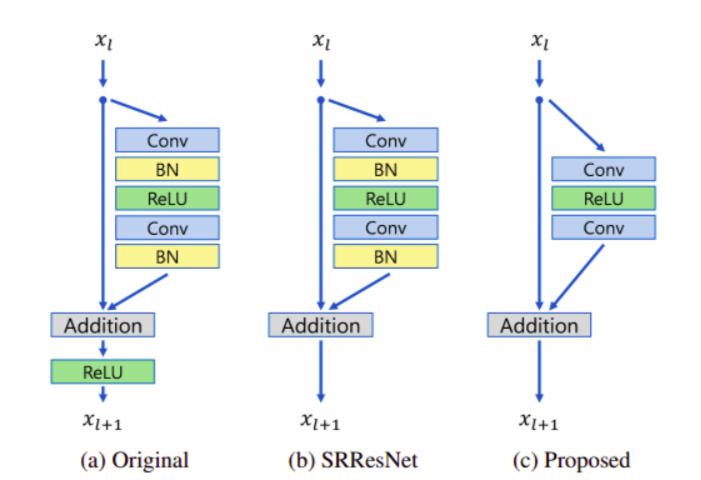 x_l
Conv
BN
ReLU
Conv
BN
Addition
ReLU
x_{l+1}
(a) Original
x_l
Conv
BN
ReLU
Conv
BN
Addition
x_{l+1}
(b) SRResNet
x_l
Conv
ReLU
Conv
Addition
x_{l+1}
(c) Proposed